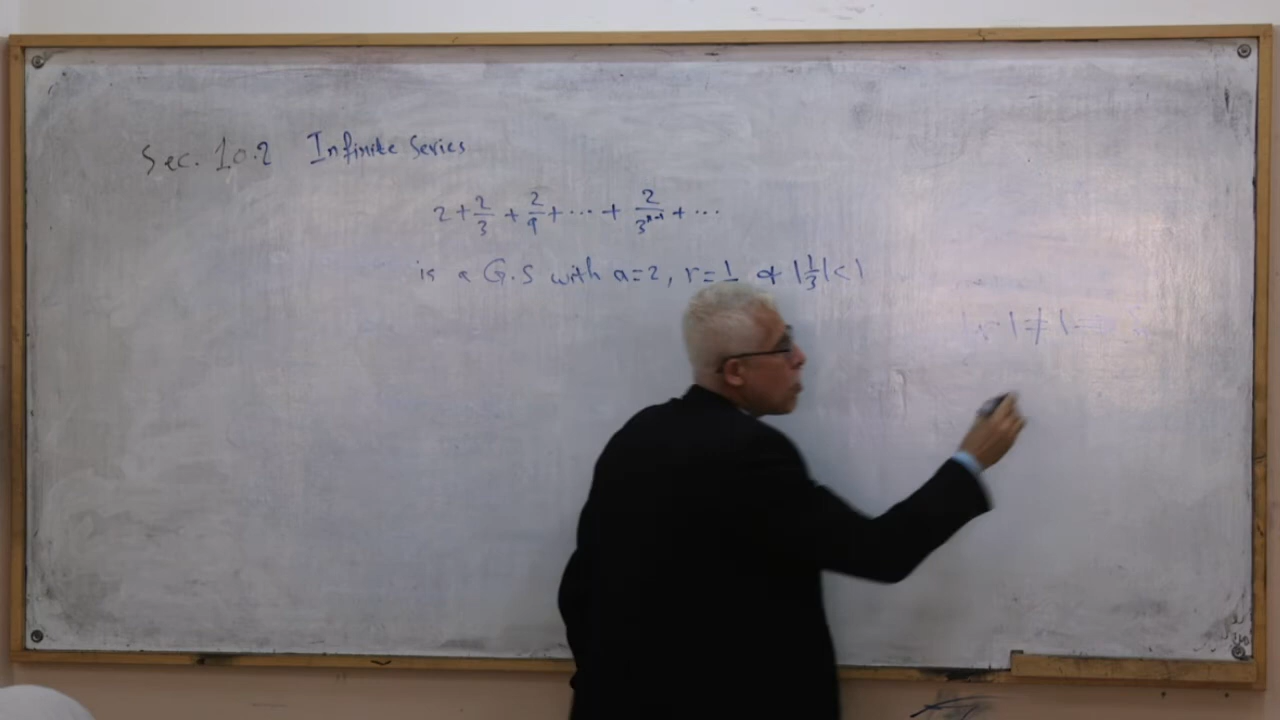 Sec. 10.2 Infinite Series
2 + 2/3 + 2/9 + ... + 2/3^{n-1} + ...
is a G.S with a=2, r=1/ & |1/3|<1